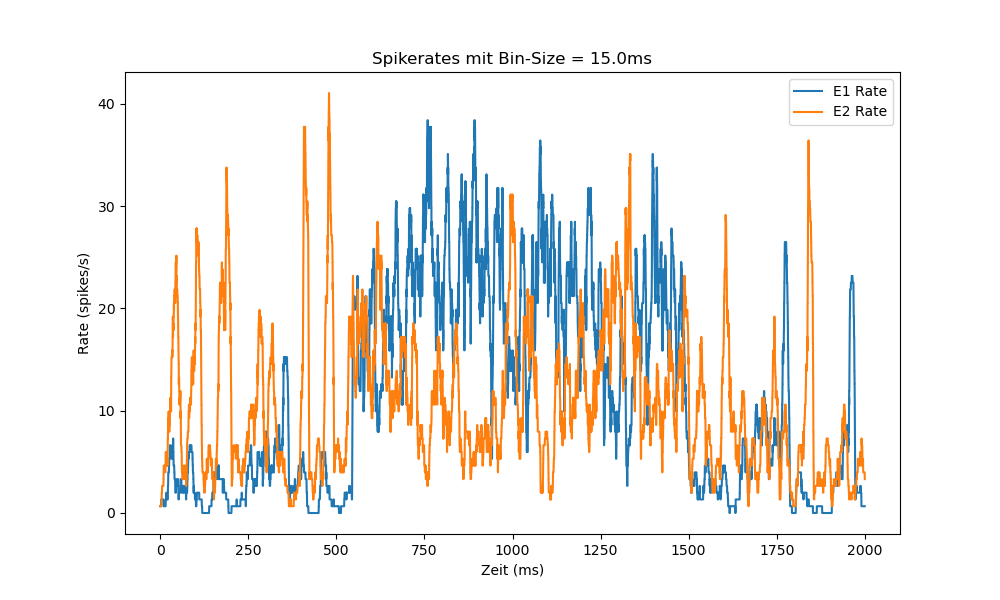 Spikerates mit Bin-Size = 15.0ms
E1 Rate
E2 Rate
40
30
20
10
0
Rate (spikes/s)
0 250 500 750 1000 1250 1500 1750 2000
Zeit (ms)